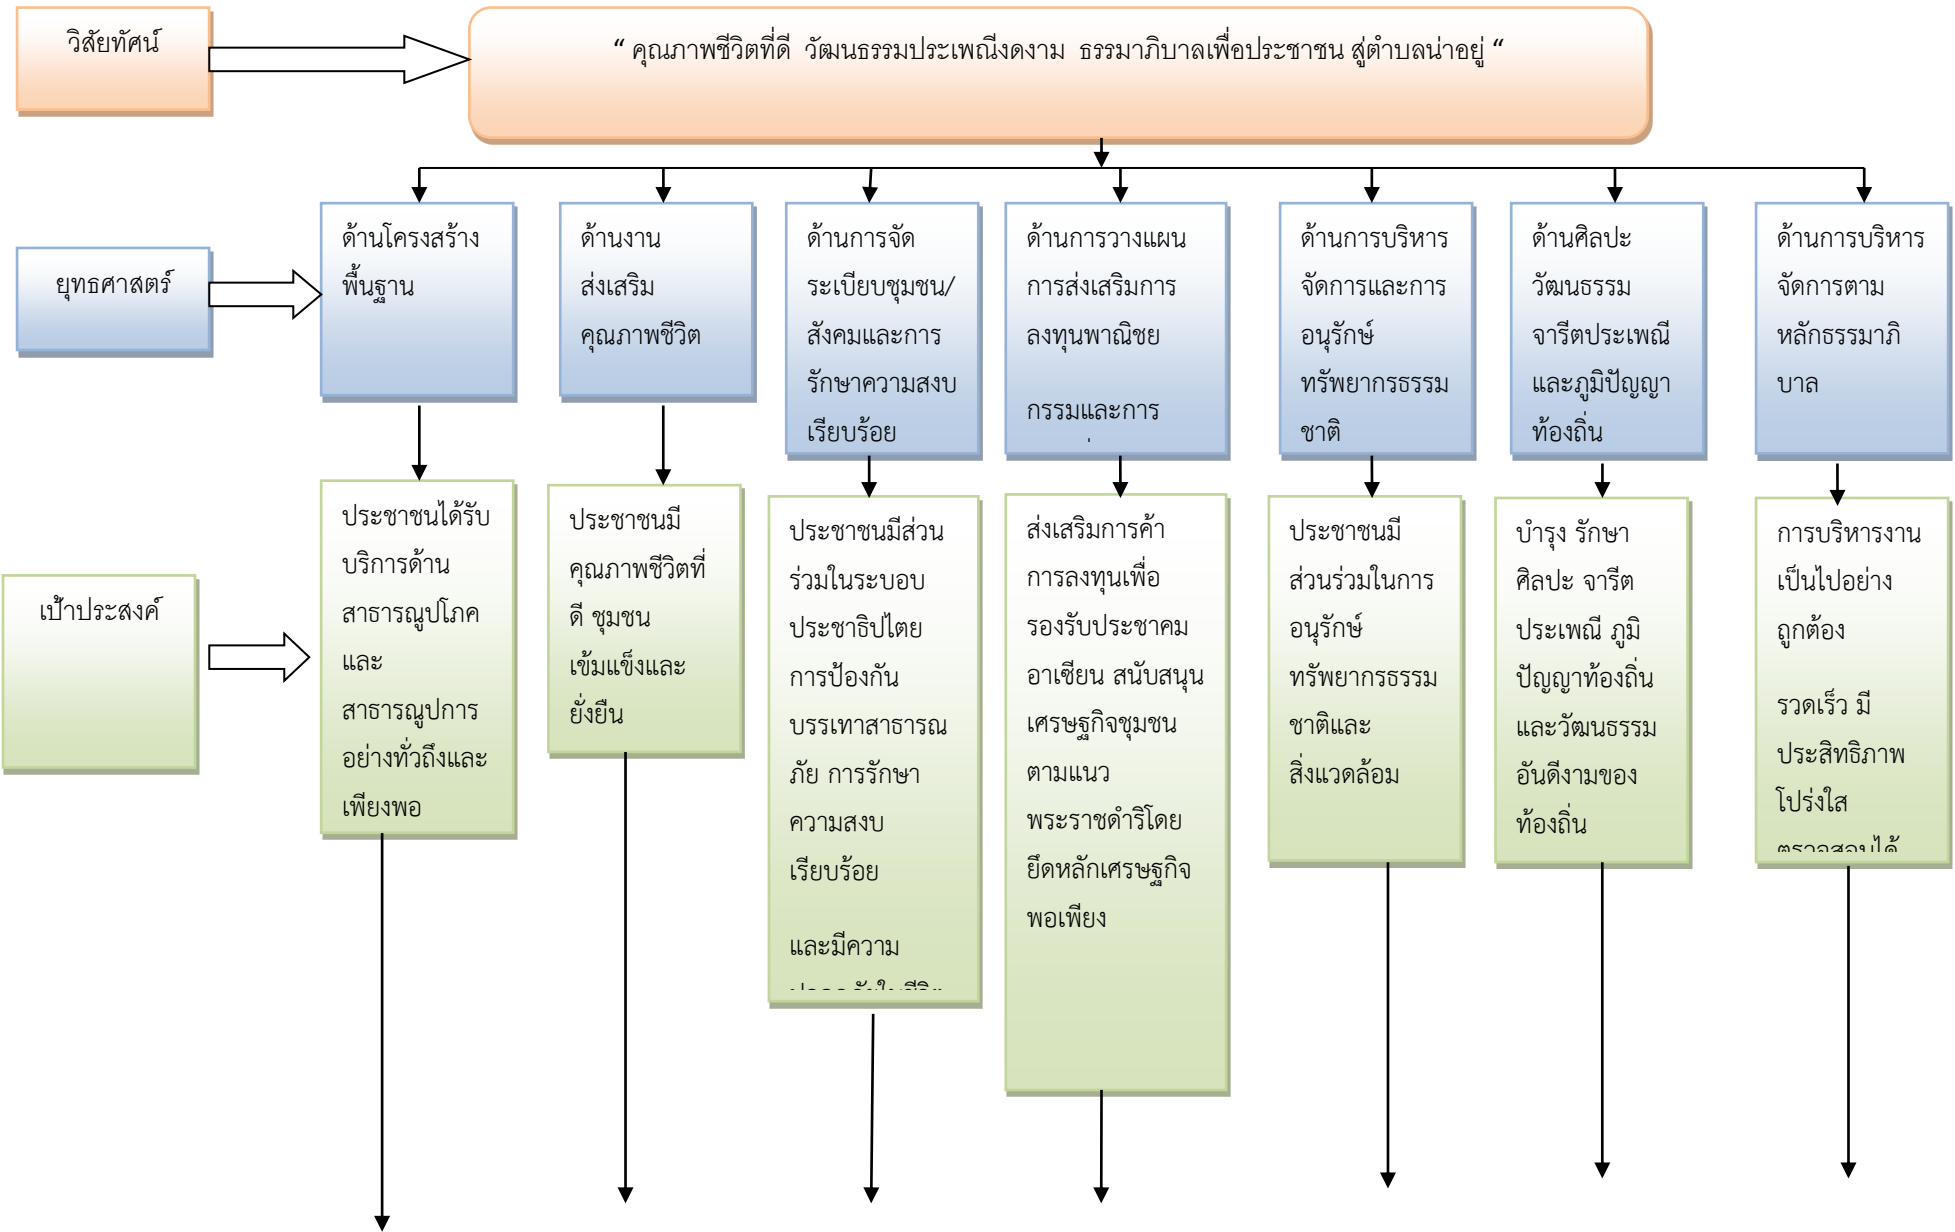 วิสัยทัศน์
“ คุณภาพชีวิตที่ดี วัฒนธรรมประเพณีงดงาม ธรรมาภิบาลเพื่อประชาชน สู่ตำบลน่าอยู่ “
ยุทธศาสตร์
ด้านโครงสร้าง
พื้นฐาน
ด้านงาน
ส่งเสริม
คุณภาพชีวิต
ด้านการจัด
ระเบียบชุมชน/
สังคมและการ
รักษาความสงบ
เรียบร้อย
ด้านการวางแผน
การส่งเสริมการ
ลงทุนพาณิชย
กรรมและการ
ด้านการบริหาร
จัดการและการ
อนุรักษ์
ทรัพยากรธรรม
ชาติ
ด้านศิลปะ
วัฒนธรรม
จารีตประเพณี
และภูมิปัญญา
ท้องถิ่น
ด้านการบริหาร
จัดการตาม
หลักธรรมาภิ
บาล
เป้าประสงค์
ประชาชนได้รับ
บริการด้าน
สาธารณูปโภค
และ
สาธารณูปการ
อย่างทั่วถึงและ
เพียงพอ
ประชาชนมี
คุณภาพชีวิตที่
ดี ชุมชน
เข้มแข็งและ
ยั่งยืน
ประชาชนมีส่วน
ร่วมในระบอบ
ประชาธิปไตย
การป้องกัน
บรรเทาสาธารณ
ภัย การรักษา
ความสงบ
เรียบร้อย
และมีความ
ส่งเสริมการค้า
การลงทุนเพื่อ
รองรับประชาคม
อาเซียน สนับสนุน
เศรษฐกิจชุมชน
ตามแนว
พระราชดำริโดย
ยึดหลักเศรษฐกิจ
พอเพียง
ประชาชนมี
ส่วนร่วมในการ
อนุรักษ์
ทรัพยากรธรรม
ชาติและ
สิ่งแวดล้อม
บำรุง รักษา
ศิลปะ จารีต
ประเพณี ภูมิ
ปัญญาท้องถิ่น
และวัฒนธรรม
อันดีงามของ
ท้องถิ่น
การบริหารงาน
เป็นไปอย่าง
ถูกต้อง
รวดเร็ว มี
ประสิทธิภาพ
โปร่งใส
ตรวจสอบได้